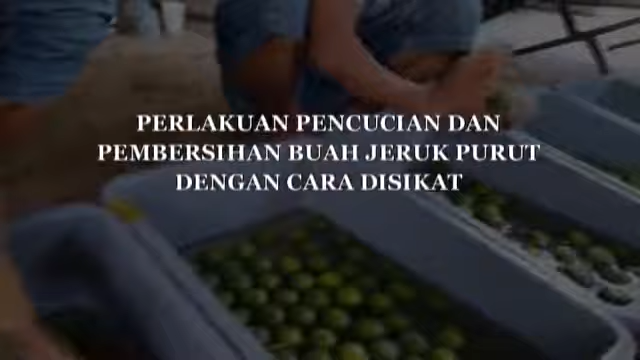 PERLAKUAN PENCUCIAN DAN
PEMBERSIHAN BUAH JERUK PURUT
DENGAN CARA DISIKAT